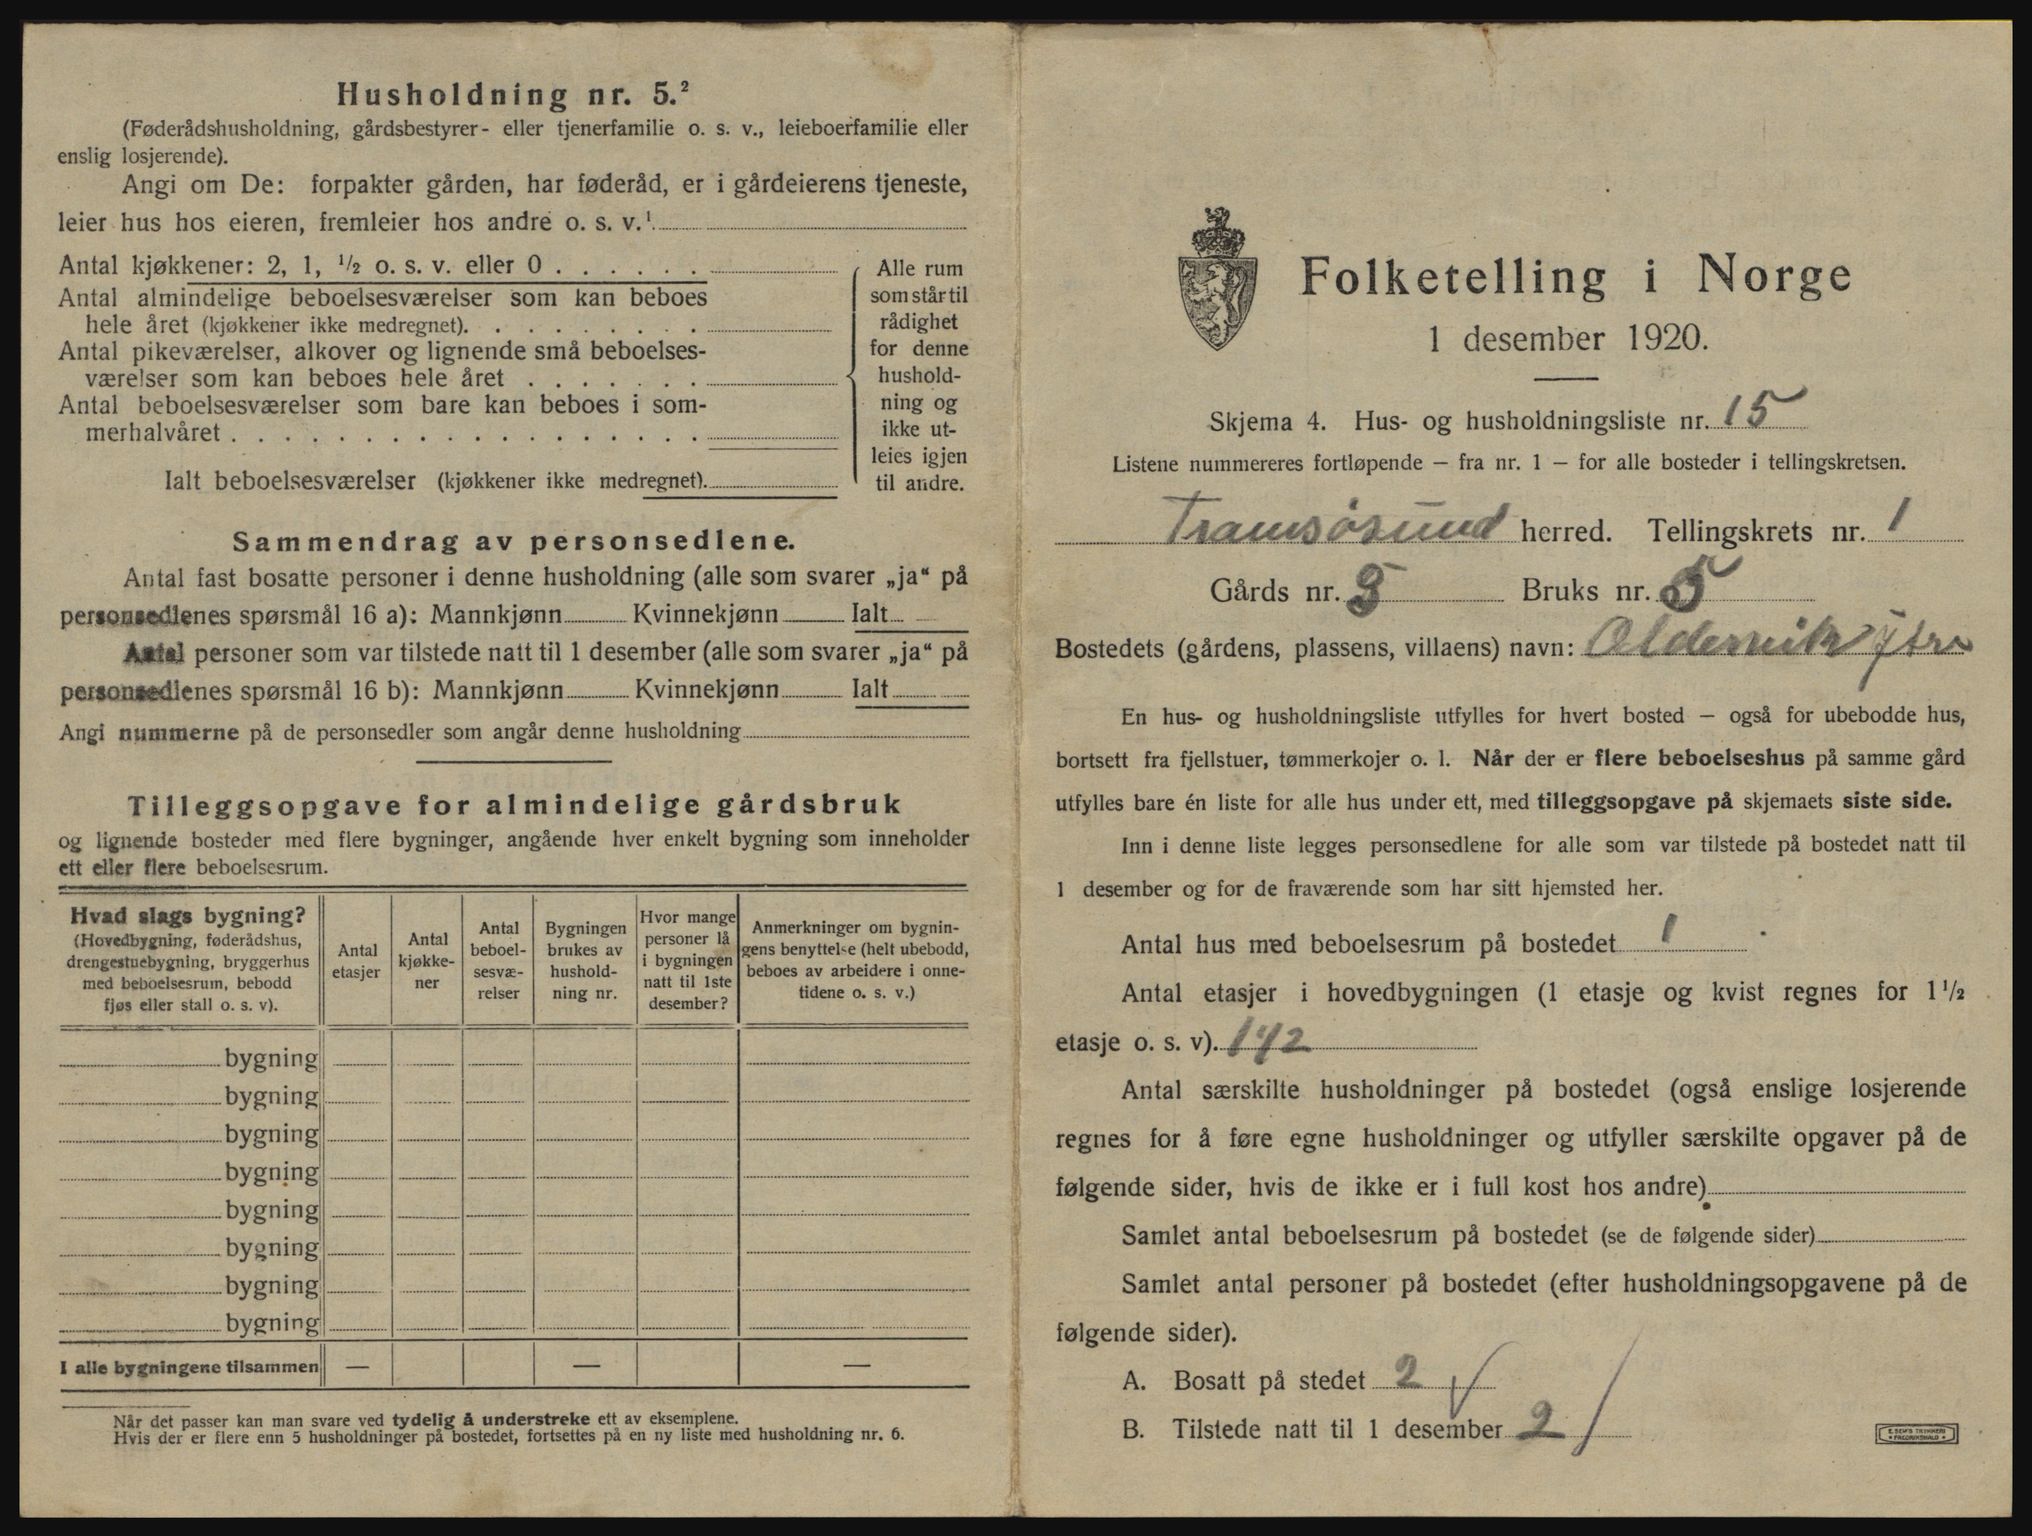 Husholdning nr. 5.²
(Føderådshusholdning, gårdsbestyrer- eller tjenerfamilie o. s. v., leieboerfamilie eller
enslig losjerende).
Angi om De: forpakter gården, har føderåd, er i gårdeierens tjeneste,
leier hus hos eieren, fremleier hos andre o. s. v.¹
Antal kjøkkener: 2, 1, ½ o. s. v. eller 0
Antal almindelige beboelsesværelser som kan beboes
hele året (kjøkkener ikke medregnet).
Antal pikeværelser, alkover og lignende små beboelses-
værelser som kan beboes hele året
Antal beboelsesværelser som bare kan beboes i som-
merhalvåret
Ialt beboelsesværelser (kjøkkener ikke medregnet).
Alle rum
som står til
rådighet
for denne
hushold-
ning og
ikke ut-
leies igjen
til andre.
Sammendrag av personsedlene.
Antal fast bosatte personer i denne husholdning (alle som svarer „ja“ på
personsedlenes spørsmål 16 a): Mannkjønn Kvinnekjønn Ialt
Antal personer som var tilstede natt til 1 desember (alle som svarer „ja“ på
personsedlenes spørsmål 16 b): Mannkjønn Kvinnekjønn Ialt
Angi nummerne på de personsedler som angår denne husholdning
Tilleggsopgave for almindelige gårdsbruk
og lignende bosteder med flere bygninger, angående hver enkelt bygning som inneholder
ett eller flere beboelsesrum.
Hvad slags bygning?
(Hovedbygning, føderådshus,
drengestuebygning, bryggerhus
med beboelsesrum, bebodd
fjøs eller stall o. s. v).
Antal
etasjer
Antal
kjøkke-
ner
Antal
beboel-
sesvæ-
relser
Bygningen
brukes av
hushold-
ning nr.
Hvor mange
personer lå
i bygningen
natt til 1ste
desember?
Anmerkninger om bygnin-
gens benyttelse (helt ubebodd,
beboes av arbeidere i onne-
tidene o. s. v.)
bygning
bygning
bygning
bygning
bygning
bygning
bygning
bygning
I alle bygningene tilsammen — — —
Når det passer kan man svare ved tydelig å understreke ett av eksemplene.
Hvis der er flere enn 5 husholdninger på bostedet, fortsettes på en ny liste med husholdning nr. 6.
Folketelling i Norge
1 desember 1920.
Skjema 4. Hus- og husholdningsliste nr. 15
Listene nummereres fortløpende – fra nr. 1 – for alle bosteder i tellingskretsen.
Tromsøsund herred. Tellingskrets nr. 1
Gårds nr. Bruks nr. 5
Bostedets (gårdens, plassens, villaens) navn: Oldervik Ytre
En hus- og husholdningsliste utfylles for hvert bosted – også for ubebodde hus,
bortsett fra fjellstuer, tømmerkojer o. l. Når der er flere beboelseshus på samme gård
utfylles bare én liste for alle hus under ett, med tilleggsopgave på skjemaets siste side.
Inn i denne liste legges personsedlene for alle som var tilstede på bostedet natt til
1 desember og for de fraværende som har sitt hjemsted her.
Antal hus med beboelsesrum på bostedet 1
Antal etasjer i hovedbygningen (1 etasje og kvist regnes for 1½
etasje o. s. v). 1½
Antal særskilte husholdninger på bostedet (også enslige losjerende
regnes for å føre egne husholdninger og utfyller særskilte opgaver på de
følgende sider, hvis de ikke er i full kost hos andre)
Samlet antal beboelsesrum på bostedet (se de følgende sider)
Samlet antal personer på bostedet (efter husholdningsopgavene på de
følgende sider).
A. Bosatt på stedet 2
B. Tilstede natt til 1 desember 2
E. SEM'S TRYKKERI
FREDRIKSHALD